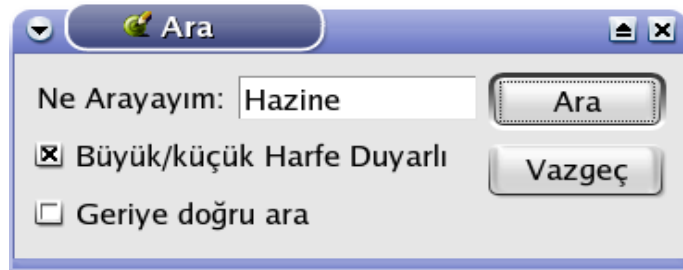 Ara
Ne Arayayım: Hazine
Ara
Büyük/küçük Harfe Duyarlı
Vazgeç
Geriye doğru ara